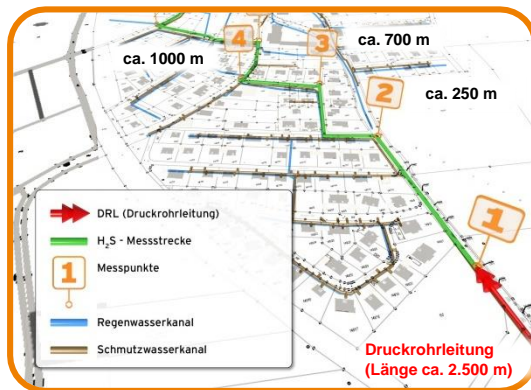 4
3
ca. 700 m
ca. 1000 m
2
ca. 250 m
DRL (Druckrohrleitung)
H₂S - Messstrecke
1
Messpunkte
1
Regenwasserkanal
Schmutzwasserkanal
Druckrohrleitung
(Länge ca. 2.500 m)